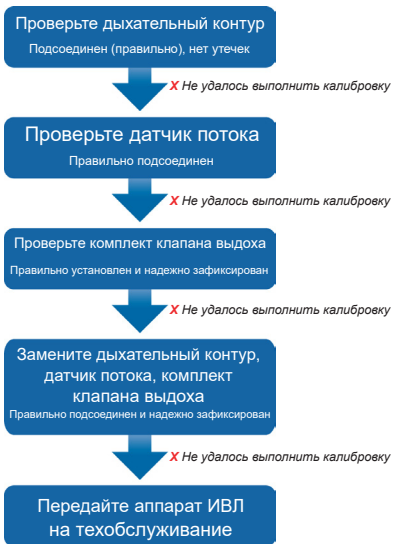 Проверьте дыхательный контур
Подсоединен (правильно), нет утечек
X Не удалось выполнить калибровку
Проверьте датчик потока
Правильно подсоединен
X Не удалось выполнить калибровку
Проверьте комплект клапана выдоха
Правильно установлен и надежно зафиксирован
X Не удалось выполнить калибровку
Замените дыхательный контур,
датчик потока, комплект
клапана выдоха
Правильно подсоединен и надежно зафиксирован
X Не удалось выполнить калибровку
Передайте аппарат ИВЛ
на техобслуживание